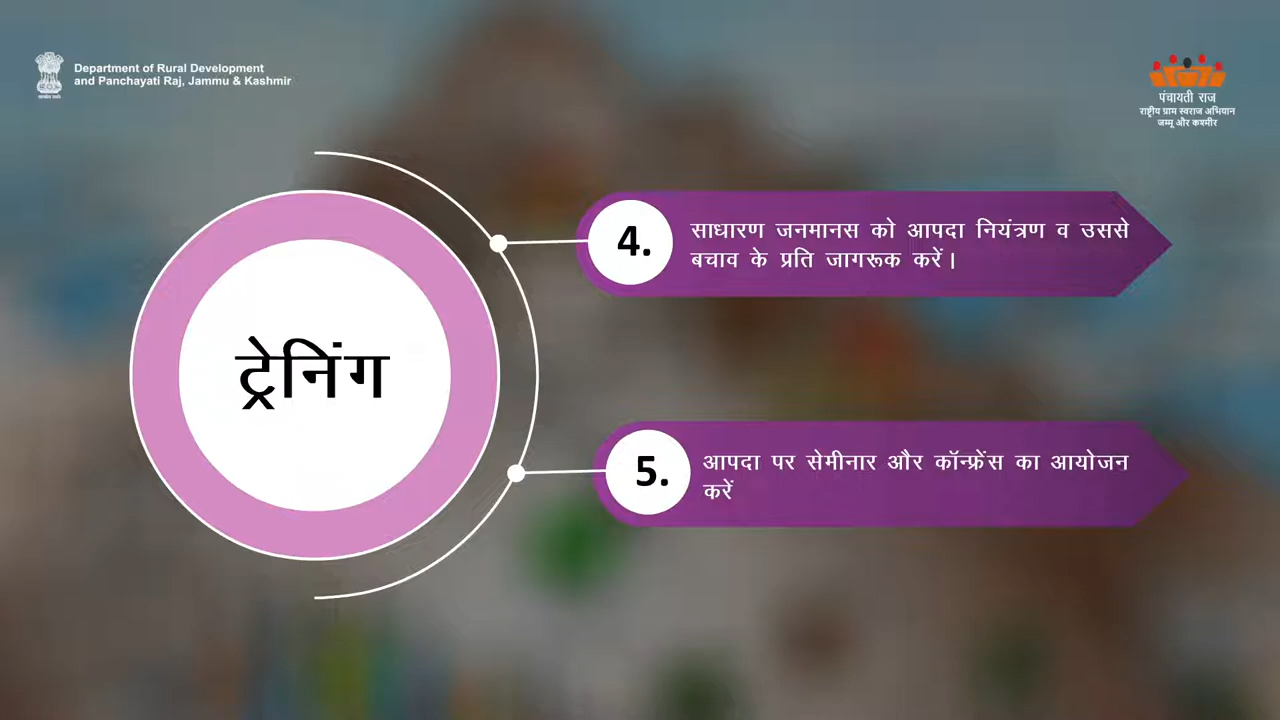 Department of Rural Development
and Panchayati Raj, Jammu & Kashmir
पंचायती राज
राष्ट्रीय ग्राम स्वराज अभियान
जम्मू और कश्मीर
ट्रेनिंग
4.
साधारण जनमानस को आपदा नियंत्रण व उससे
बचाव के प्रति जागरूक करें।
5.
आपदा पर सेमीनार और कॉन्फ्रेंस का आयोजन
करें